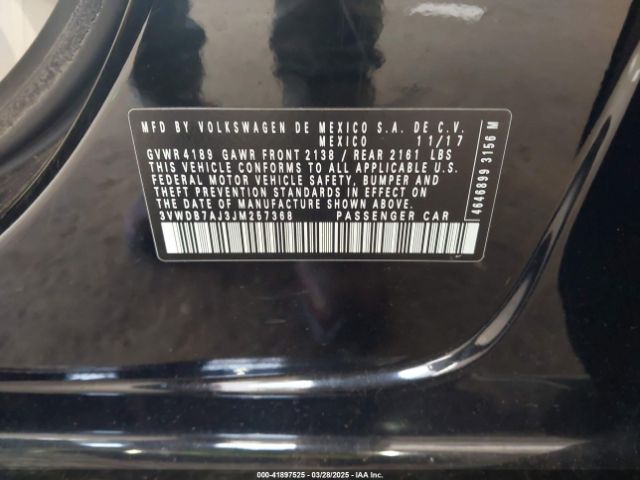 MFD BY VOLKSWAGEN DE MEXICO S.A. DE C.V.
MEXICO 11/17
GVWR 4189 GAWR FRONT 2138 / REAR 2161 LBS
THIS VEHICLE CONFORMS TO ALL APPLICABLE U.S.
FEDERAL MOTOR VEHICLE SAFETY, BUMPER AND
THEFT PREVENTION STANDARDS IN EFFECT ON
THE DATE OF MANUFACTURE SHOWN ABOVE.
3VWDB7AJ3JM257368 PASSENGER CAR
4646899 3156 M
000-41897525 - 03/28/2025 - IAA Inc.